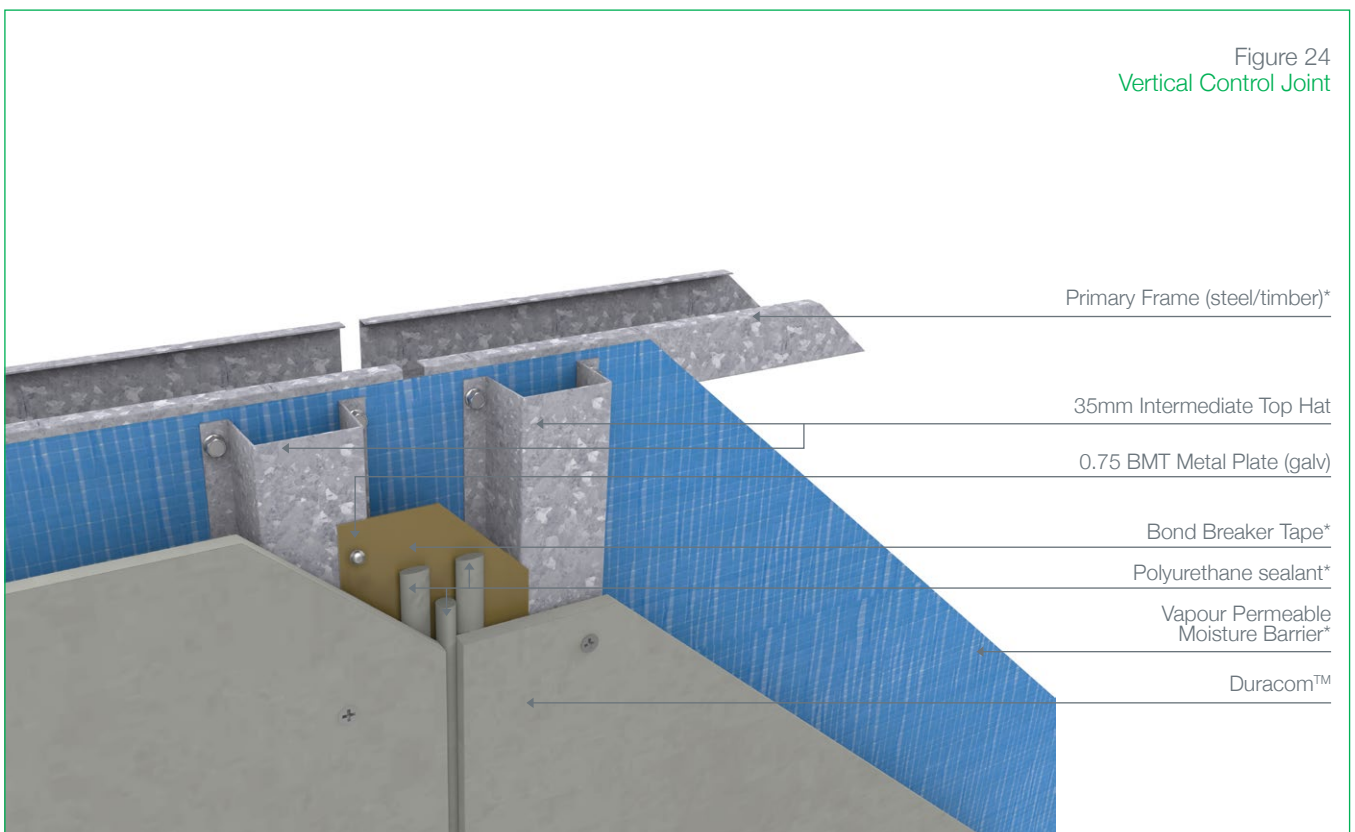 Figure 24
Vertical Control Joint
Primary Frame (steel/timber)*
35mm Intermediate Top Hat
0.75 BMT Metal Plate (galv)
Bond Breaker Tape*
Polyurethane sealant*
Vapour Permeable
Moisture Barrier*
Duracom™